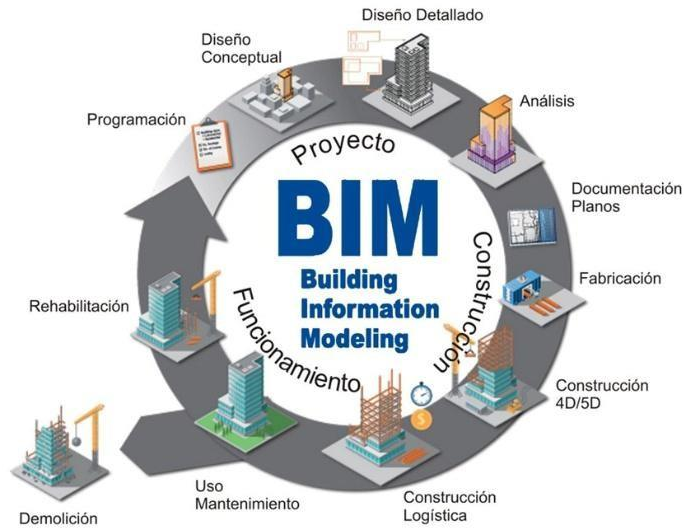 Diseño Detallado
Diseño
Conceptual
Análisis
Programación
Proyecto
Documentación
Planos
BIM
Building
Information
Modeling
Construcción
Funcionamiento
Fabricación
Rehabilitación
Construcción
4D/5D
$
Uso
Mantenimiento
Construcción
Logística
Demolición